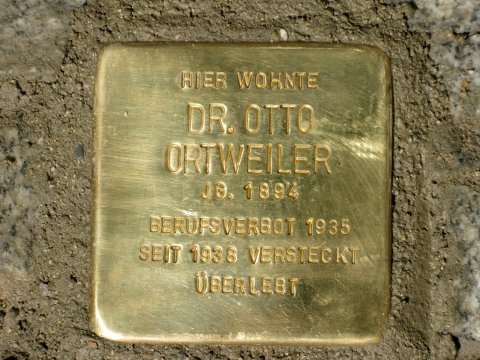 HIER WOHNTE
DR. OTTO
ORTWEILER
JG. 1894
BERUFSVERBOT 1935
SEIT 1938 VERSTECKT
ÜBERLEBT